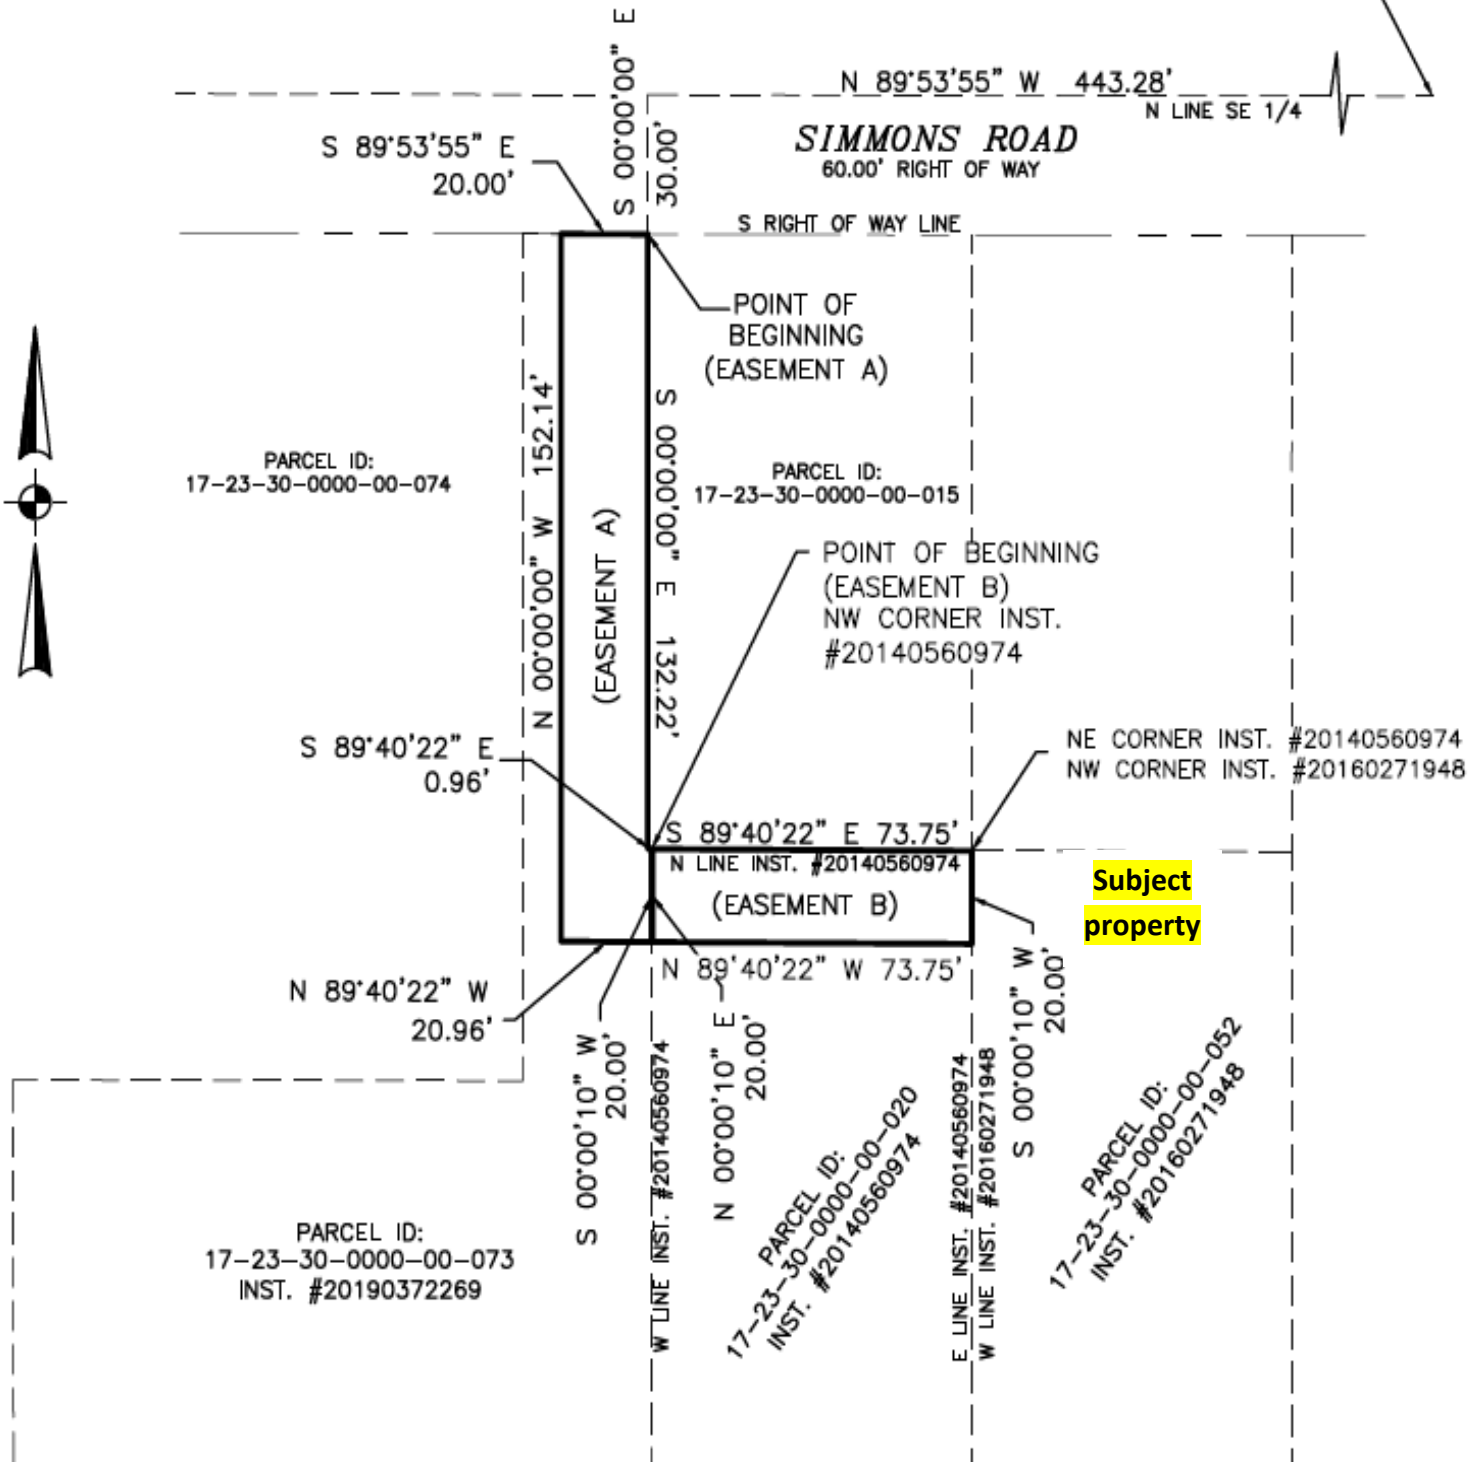 S 00°00'00" E
30.00'
N 89°53'55" W 443.28'
N LINE SE 1/4
SIMMONS ROAD
60.00' RIGHT OF WAY
S 89°53'55" E
20.00'
S RIGHT OF WAY LINE
POINT OF
BEGINNING
(EASEMENT A)
N 00°00'00" W 152.14'
(EASEMENT A)
S 00°00'00" E 132.22'
PARCEL ID:
17-23-30-0000-00-074
PARCEL ID:
17-23-30-0000-00-015
POINT OF BEGINNING
(EASEMENT B)
NW CORNER INST.
#20140560974
S 89°40'22" E
0.96'
NE CORNER INST. #20140560974
NW CORNER INST. #20160271948
S 89°40'22" E 73.75'
N LINE INST. #20140560974
(EASEMENT B)
Subject
property
N 89°40'22" W 73.75'
N 89°40'22" W
20.96'
S 00°00'10" W
20.00'
W LINE INST. #20140560974
N 00°00'10" E
20.00'
PARCEL ID:
17-23-30-0000-00-020
INST. #20140560974
E LINE INST. #20140560974
W LINE INST. #20160271948
S 00°00'10" W
20.00'
PARCEL ID:
17-23-30-0000-00-052
INST. #20160271948
PARCEL ID:
17-23-30-0000-00-073
INST. #20190372269